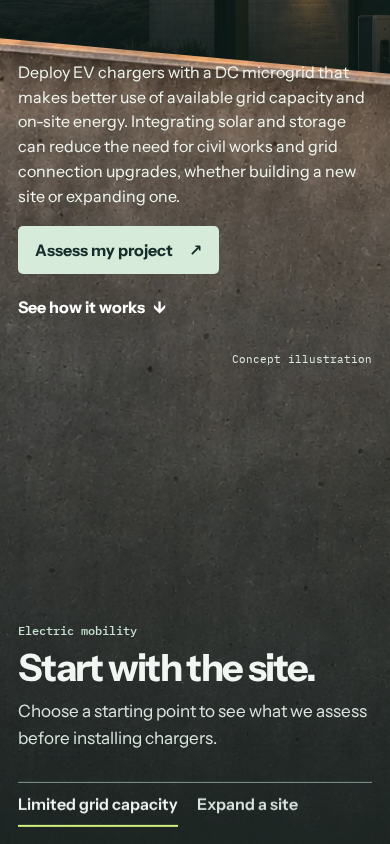 Deploy EV chargers with a DC microgrid that
makes better use of available grid capacity and
on-site energy. Integrating solar and storage
can reduce the need for civil works and grid
connection upgrades, whether building a new
site or expanding one.
Assess my project ↗
See how it works ↓
Concept illustration
Electric mobility
Start with the site.
Choose a starting point to see what we assess
before installing chargers.
Limited grid capacity Expand a site